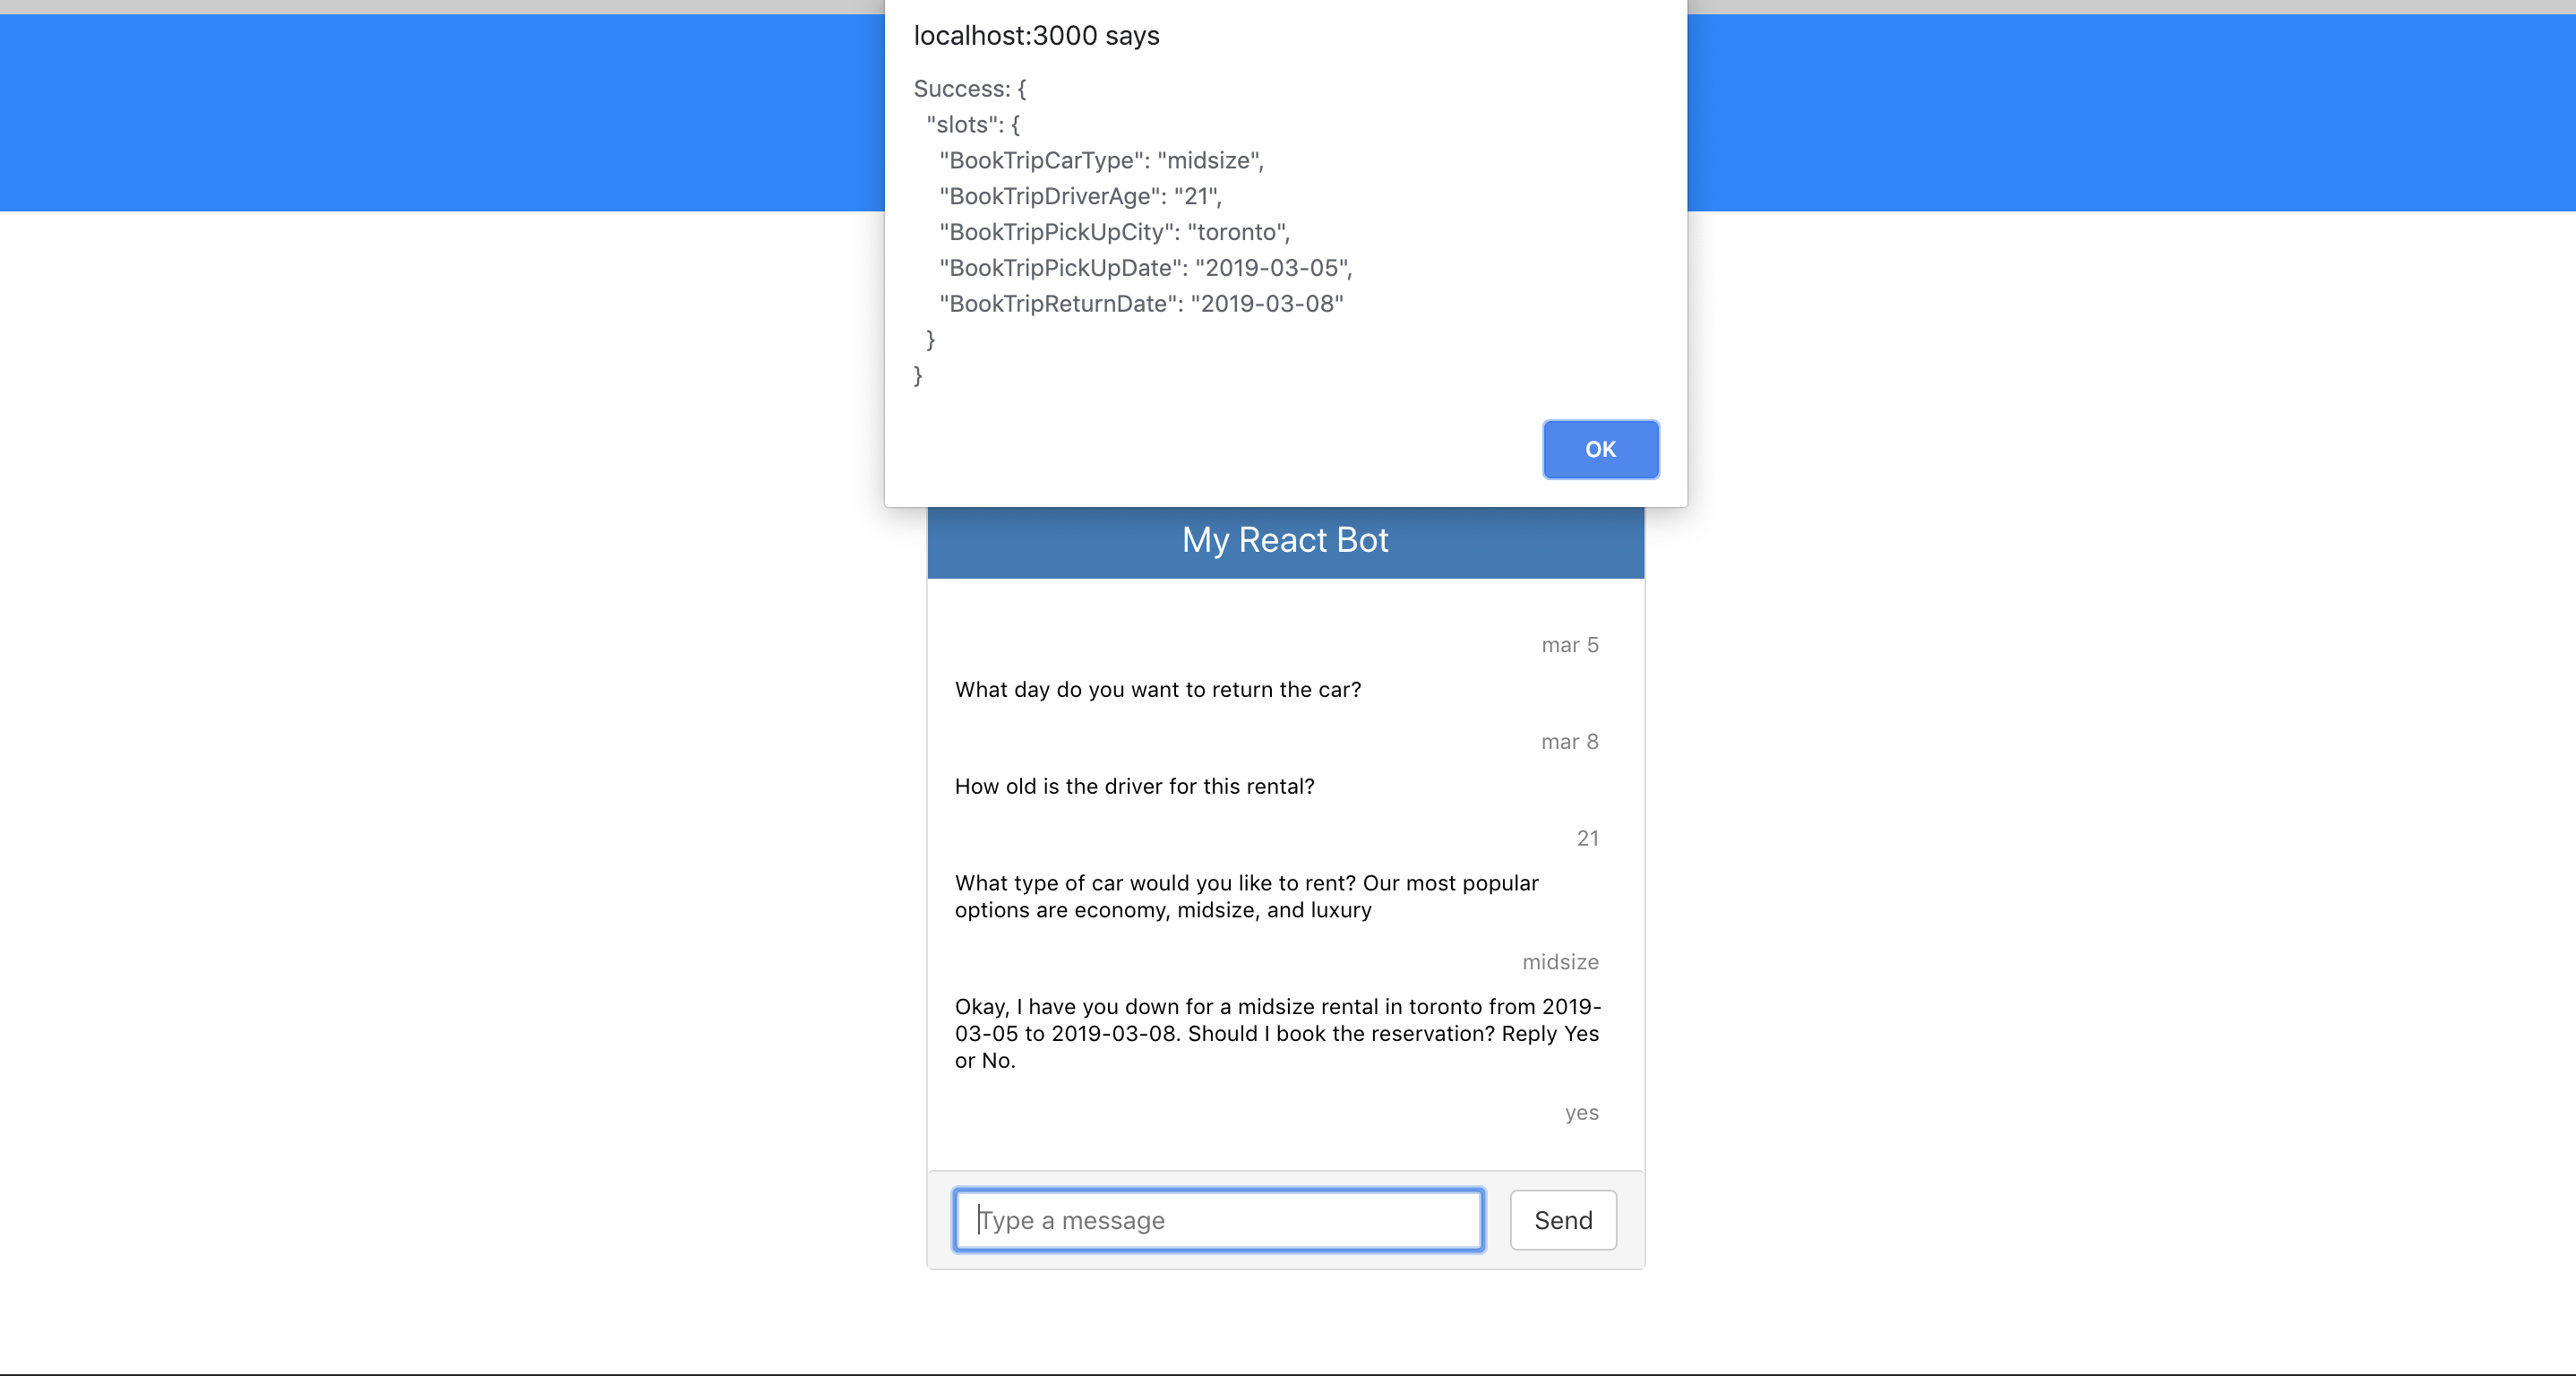 localhost:3000 says
Success: {
"slots": {
"BookTripCarType": "midsize",
"BookTripDriverAge": "21",
"BookTripPickUpCity": "toronto",
"BookTripPickUpDate": "2019-03-05",
"BookTripReturnDate": "2019-03-08"
}
}
OK
My React Bot
mar 5
What day do you want to return the car?
mar 8
How old is the driver for this rental?
21
What type of car would you like to rent? Our most popular
options are economy, midsize, and luxury
midsize
Okay, I have you down for a midsize rental in toronto from 2019-
03-05 to 2019-03-08. Should I book the reservation? Reply Yes
or No.
yes
Type a message
Send